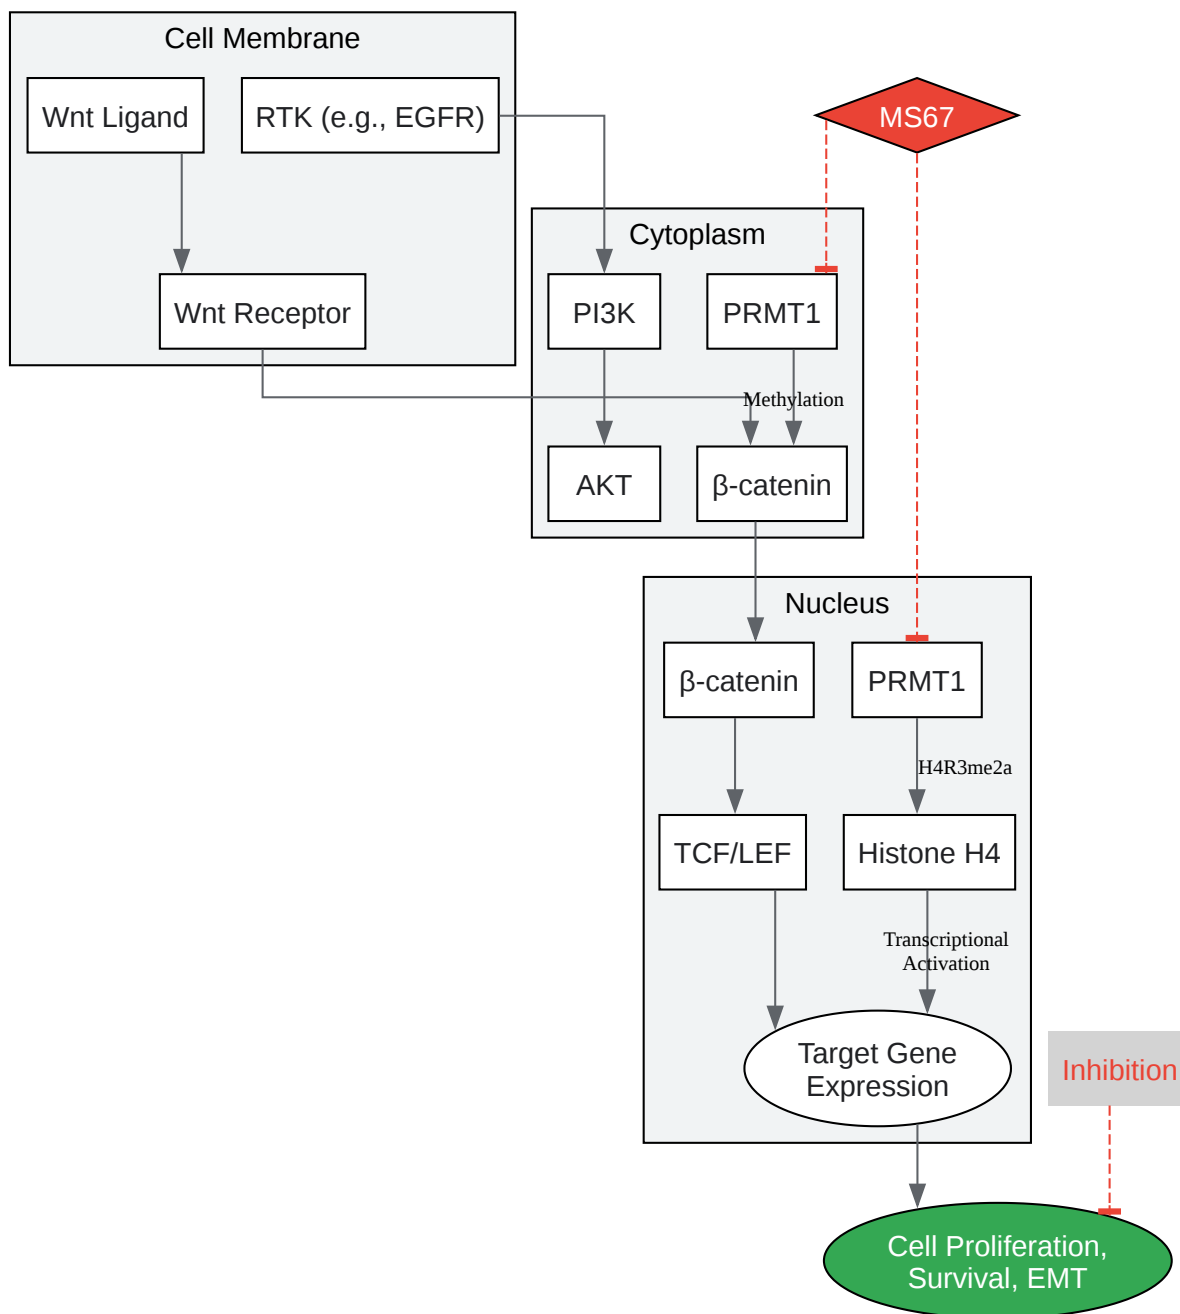 Cell Membrane
Wnt Ligand
RTK (e.g., EGFR)
MS67
Cytoplasm
Wnt Receptor
PI3K
PRMT1
Methylation
AKT
β-catenin
Nucleus
β-catenin
PRMT1
H4R3me2a
TCF/LEF
Histone H4
Transcriptional
Activation
Target Gene
Expression
Inhibition
Cell Proliferation,
Survival, EMT